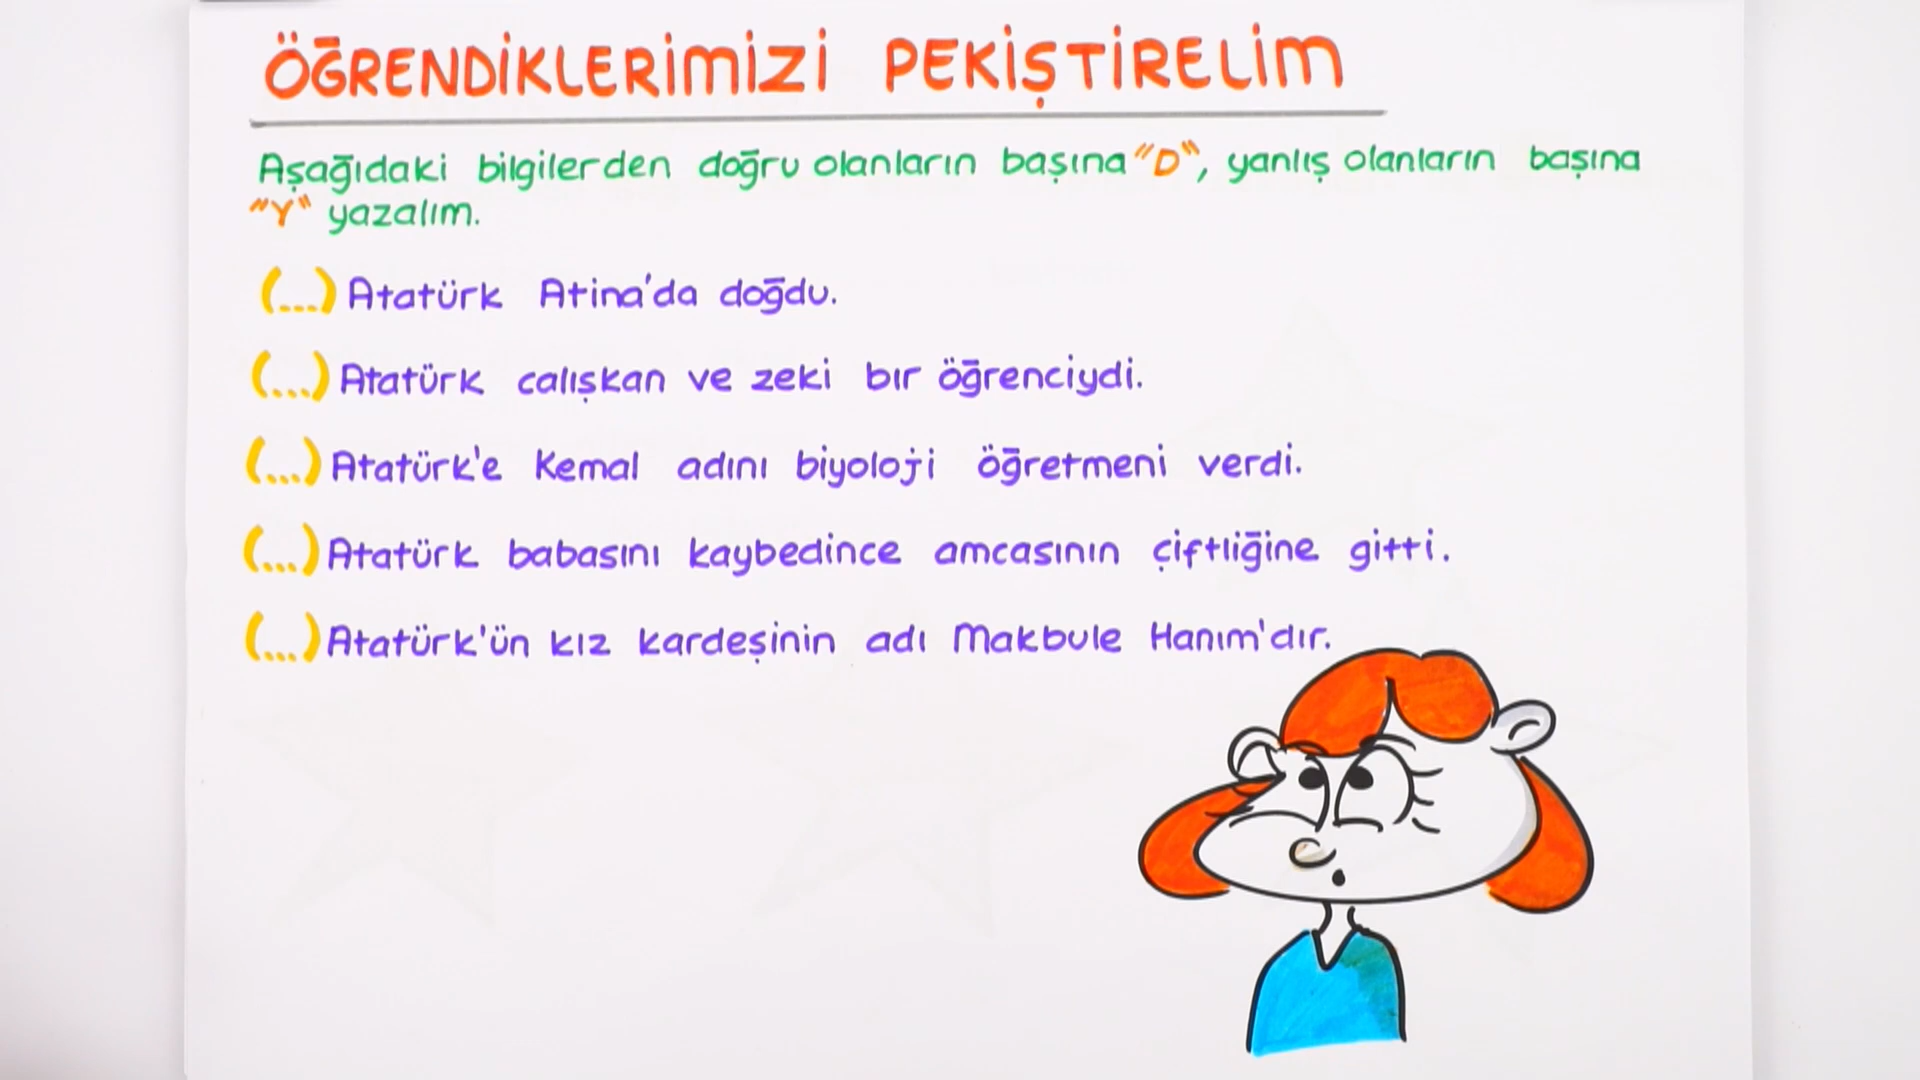 ÖĞRENDİKLERİMİZİ PEKİŞTİRELİM
Aşağıdaki bilgilerden doğru olanların başına "D", yanlış olanların başına
"Y" yazalım.
(...) Atatürk Atina'da doğdu.
(...) Atatürk calışkan ve zeki bır öğrenciydi.
(...) Atatürk'e Kemal adını biyoloji öğretmeni verdi.
(...) Atatürk babasını kaybedince amcasının çiftliğine gitti.
(...) Atatürk'ün kız kardeşinin adı Makbule Hanım'dır.